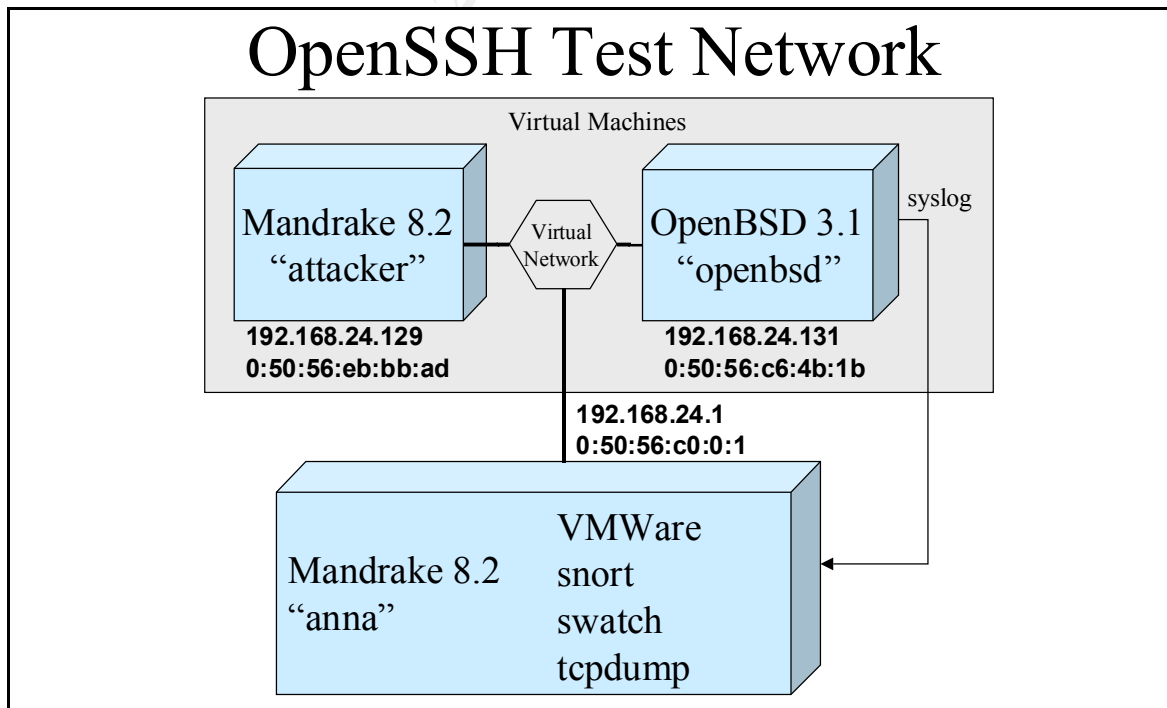 OpenSSH Test Network
Virtual Machines
Mandrake 8.2
“attacker”
Virtual
Network
OpenBSD 3.1
“openbsd”
syslog
192.168.24.129
0:50:56:eb:bb:ad
192.168.24.131
0:50:56:c6:4b:1b
192.168.24.1
0:50:56:c0:0:1
Mandrake 8.2
“anna”
VMWare
snort
swatch
tcpdump